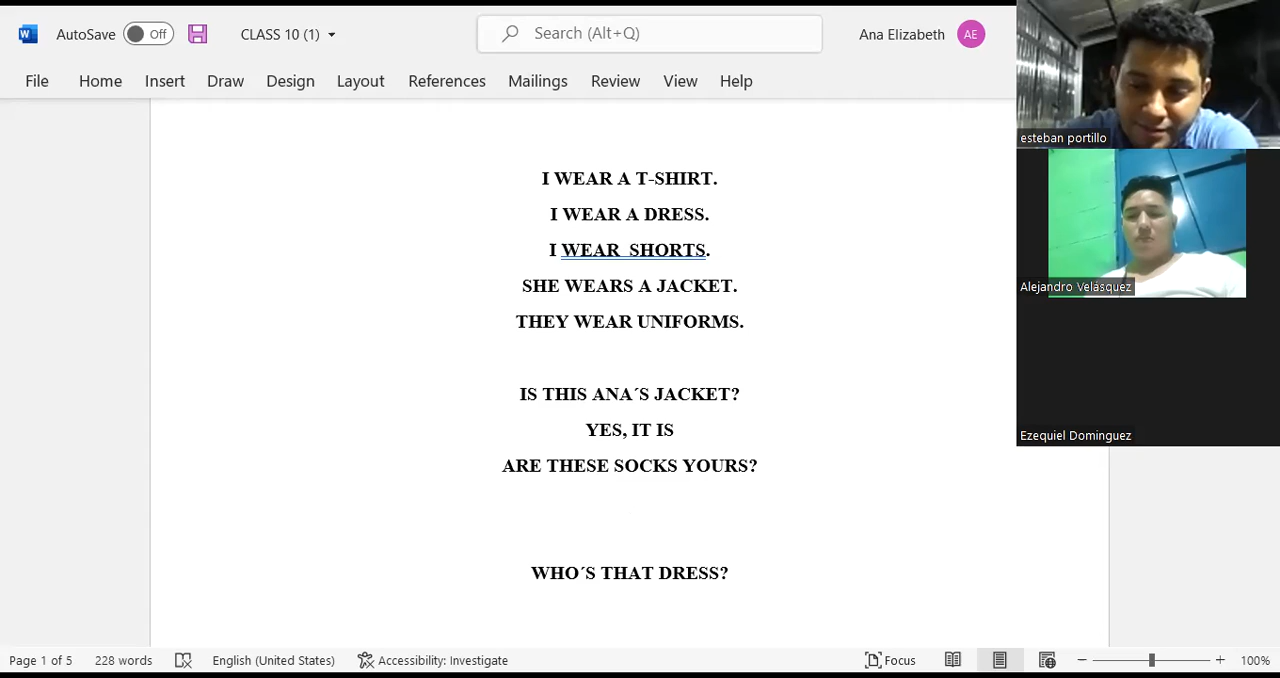 AutoSave Off CLASS 10 (1) Search (Alt+Q) Ana Elizabeth AE
File Home Insert Draw Design Layout References Mailings Review View Help
esteban portillo
Alejandro Velásquez
Ezequiel Dominguez
I WEAR A T-SHIRT.
I WEAR A DRESS.
I WEAR SHORTS.
SHE WEARS A JACKET.
THEY WEAR UNIFORMS.
IS THIS ANA´S JACKET?
YES, IT IS
ARE THESE SOCKS YOURS?
WHO´S THAT DRESS?
Page 1 of 5 228 words English (United States) Accessibility: Investigate Focus 100%